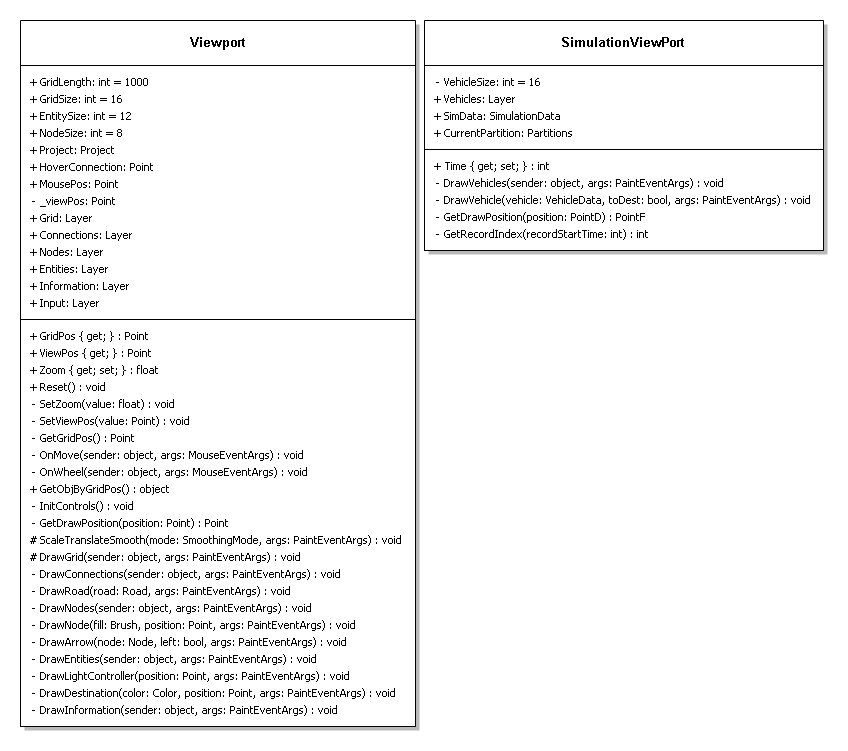 Viewport
+ GridLength: int = 1000
+ GridSize: int = 16
+ EntitySize: int = 12
+ NodeSize: int = 8
+ Project: Project
+ HoverConnection: Point
+ MousePos: Point
- _viewPos: Point
+ Grid: Layer
+ Connections: Layer
+ Nodes: Layer
+ Entities: Layer
+ Information: Layer
+ Input: Layer
+ GridPos { get; } : Point
+ ViewPos { get; } : Point
+ Zoom { get; set; } : float
+ Reset() : void
- SetZoom(value: float) : void
- SetViewPos(value: Point) : void
- GetGridPos() : Point
- OnMove(sender: object, args: MouseEventArgs) : void
- OnWheel(sender: object, args: MouseEventArgs) : void
+ GetObjByGridPos() : object
- InitControls() : void
- GetDrawPosition(position: Point) : Point
# ScaleTranslateSmooth(mode: SmoothingMode, args: PaintEventArgs) : void
# DrawGrid(sender: object, args: PaintEventArgs) : void
- DrawConnections(sender: object, args: PaintEventArgs) : void
- DrawRoad(road: Road, args: PaintEventArgs) : void
- DrawNodes(sender: object, args: PaintEventArgs) : void
- DrawNode(fill: Brush, position: Point, args: PaintEventArgs) : void
- DrawArrow(node: Node, left: bool, args: PaintEventArgs) : void
- DrawEntities(sender: object, args: PaintEventArgs) : void
- DrawLightController(position: Point, args: PaintEventArgs) : void
- DrawDestination(color: Color, position: Point, args: PaintEventArgs) : void
- DrawInformation(sender: object, args: PaintEventArgs) : void
SimulationViewPort
- VehicleSize: int = 16
+ Vehicles: Layer
+ SimData: SimulationData
+ CurrentPartition: Partitions
+ Time { get; set; } : int
- DrawVehicles(sender: object, args: PaintEventArgs) : void
- DrawVehicle(vehicle: VehicleData, toDest: bool, args: PaintEventArgs) : void
- GetDrawPosition(position: PointD) : PointF
- GetRecordIndex(recordStartTime: int) : int